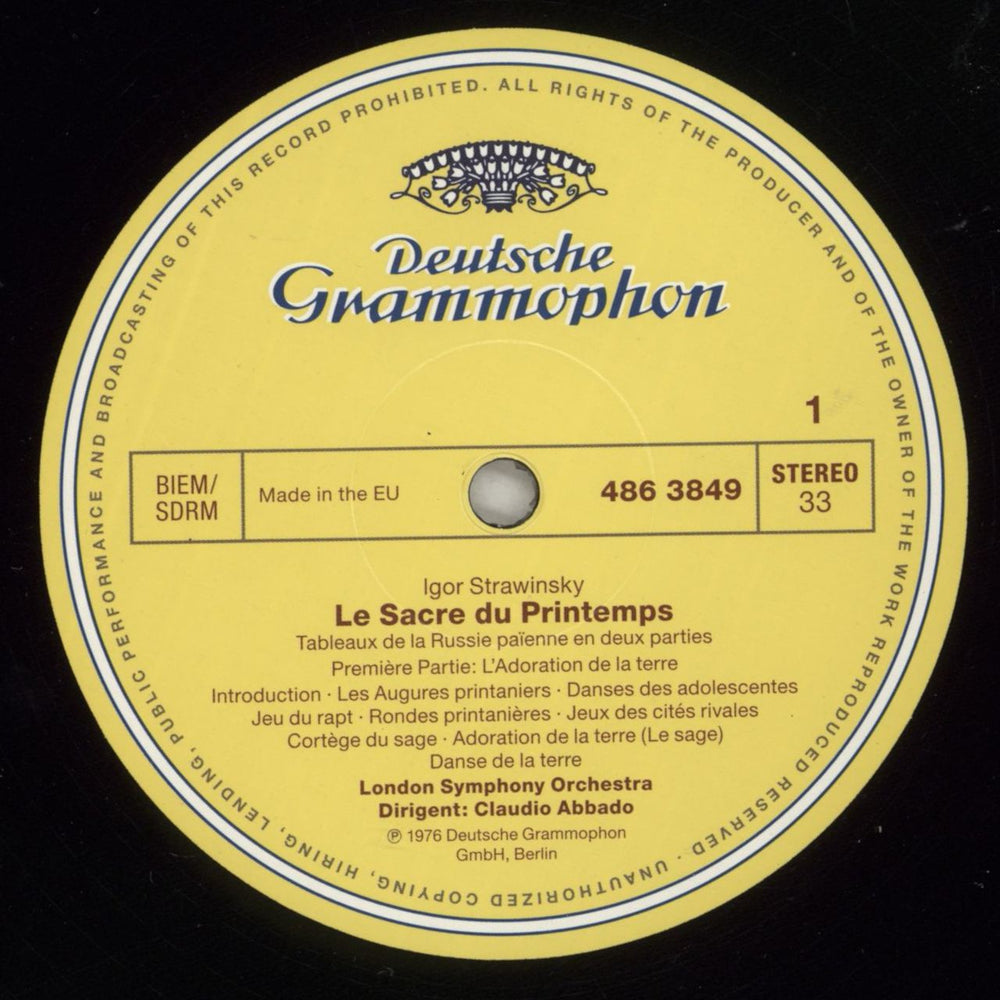 PUBLIC PERFORMANCE AND BROADCASTING OF THIS RECORD PROHIBITED. ALL RIGHTS OF THE PRODUCER AND OF THE OWNER OF THE WORK REPRODUCED RESERVED · UNAUTHORIZED COPYING, HIRING, LENDING,
Deutsche
Grammophon
1
BIEM/
SDRM
Made in the EU
486 3849
STEREO
33
Igor Strawinsky
Le Sacre du Printemps
Tableaux de la Russie païenne en deux parties
Première Partie: L'Adoration de la terre
Introduction · Les Augures printaniers · Danses des adolescentes
Jeu du rapt · Rondes printanières · Jeux des cités rivales
Cortège du sage · Adoration de la terre (Le sage)
Danse de la terre
London Symphony Orchestra
Dirigent: Claudio Abbado
℗ 1976 Deutsche Grammophon
GmbH, Berlin